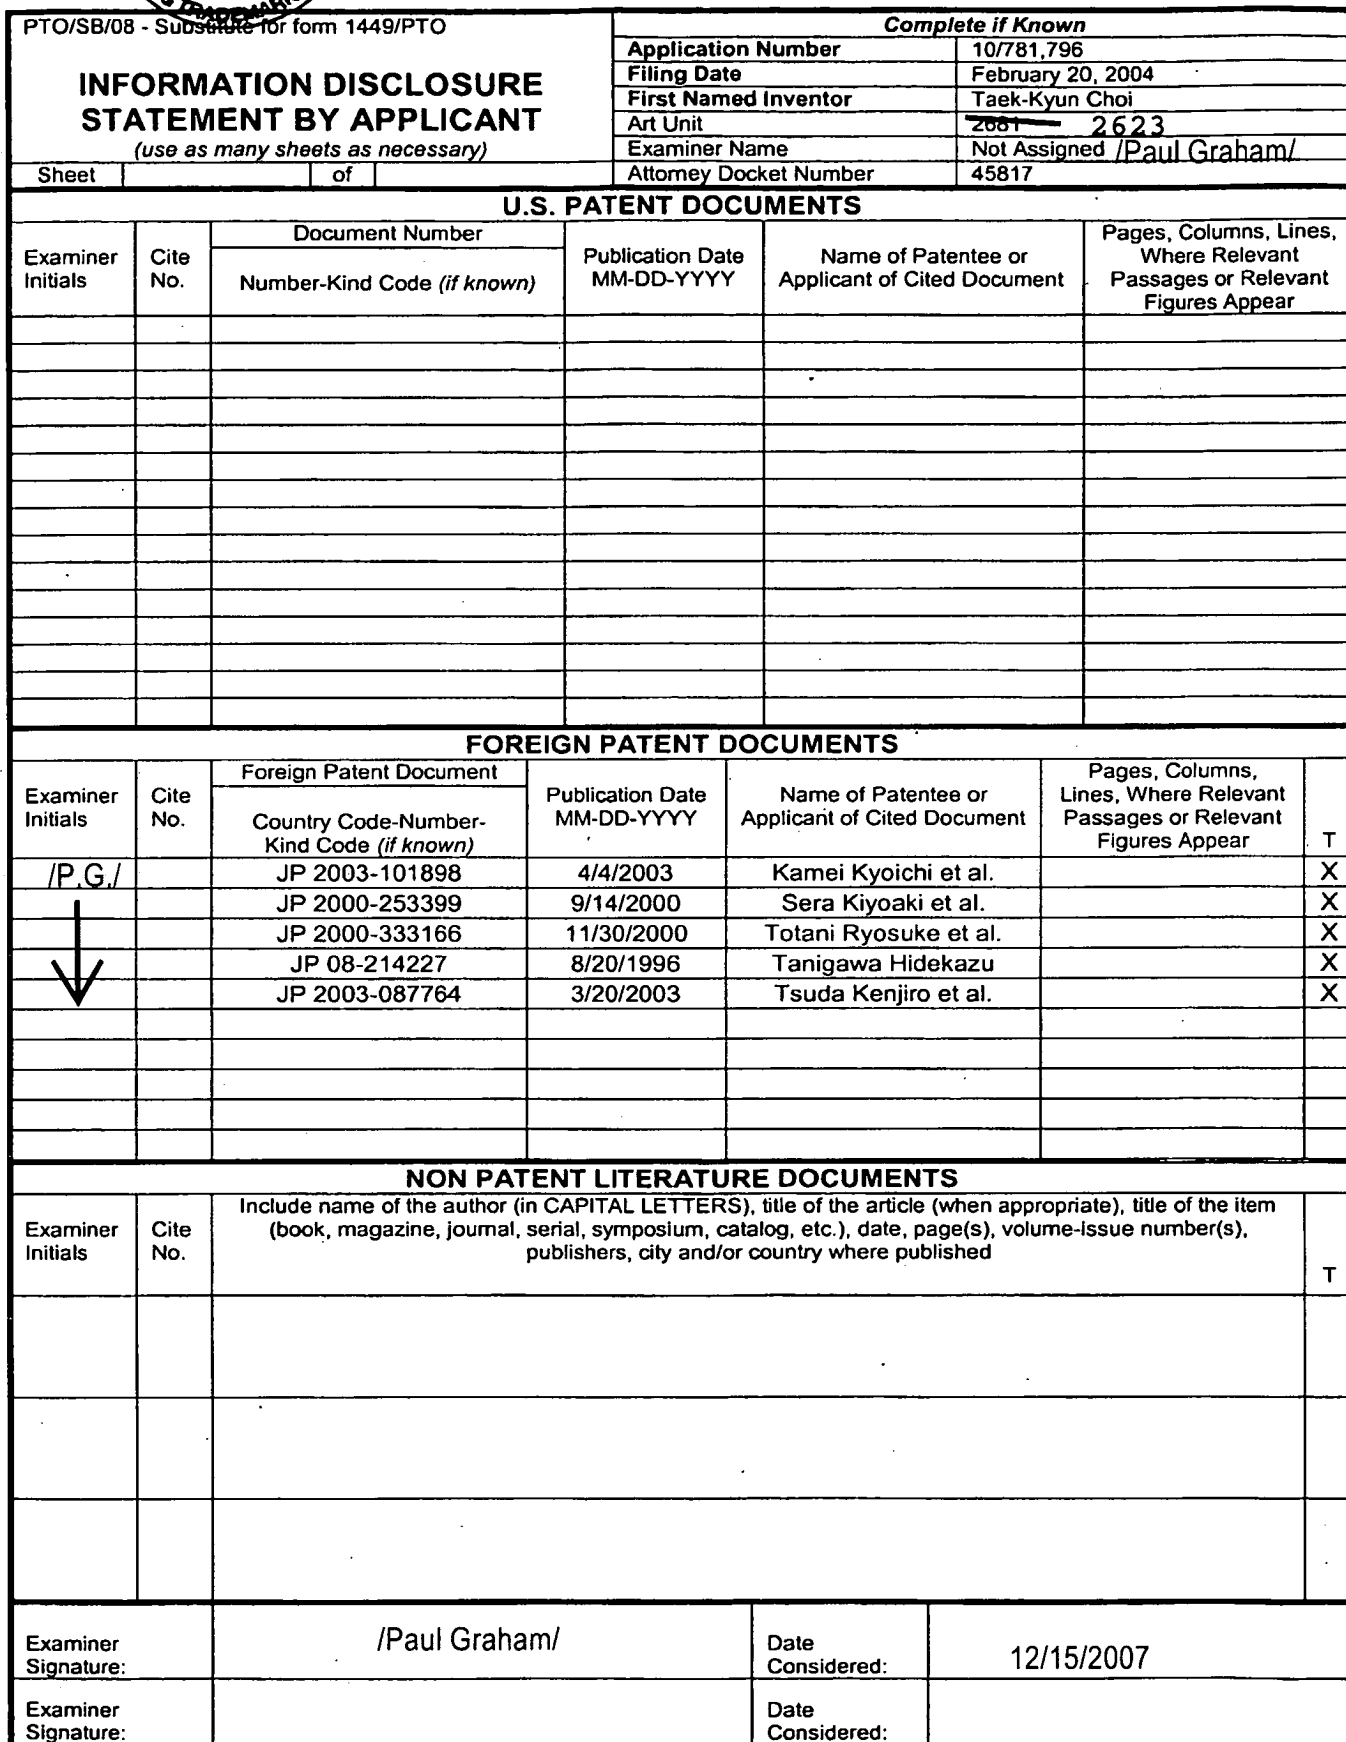 & TRADEMARK
PTO/SB/08 - Substitute for form 1449/PTO
INFORMATION DISCLOSURE
STATEMENT BY APPLICANT
(use as many sheets as necessary)
Sheet of
Complete if Known
Application Number 10/781,796
Filing Date February 20, 2004
First Named Inventor Taek-Kyun Choi
Art Unit 2681 2623
Examiner Name Not Assigned /Paul Graham/
Attorney Docket Number 45817
U.S. PATENT DOCUMENTS
Examiner Initials
Cite No.
Document Number
Number-Kind Code (if known)
Publication Date MM-DD-YYYY
Name of Patentee or Applicant of Cited Document
Pages, Columns, Lines, Where Relevant Passages or Relevant Figures Appear
FOREIGN PATENT DOCUMENTS
Examiner Initials
Cite No.
Foreign Patent Document
Country Code-Number-Kind Code (if known)
Publication Date MM-DD-YYYY
Name of Patentee or Applicant of Cited Document
Pages, Columns, Lines, Where Relevant Passages or Relevant Figures Appear
T
/P.G./ JP 2003-101898 4/4/2003 Kamei Kyoichi et al. X
JP 2000-253399 9/14/2000 Sera Kiyoaki et al. X
JP 2000-333166 11/30/2000 Totani Ryosuke et al. X
JP 08-214227 8/20/1996 Tanigawa Hidekazu X
JP 2003-087764 3/20/2003 Tsuda Kenjiro et al. X
NON PATENT LITERATURE DOCUMENTS
Examiner Initials
Cite No.
Include name of the author (in CAPITAL LETTERS), title of the article (when appropriate), title of the item
(book, magazine, journal, serial, symposium, catalog, etc.), date, page(s), volume-issue number(s),
publishers, city and/or country where published
T
Examiner Signature: /Paul Graham/ Date Considered: 12/15/2007
Examiner Signature: Date Considered: